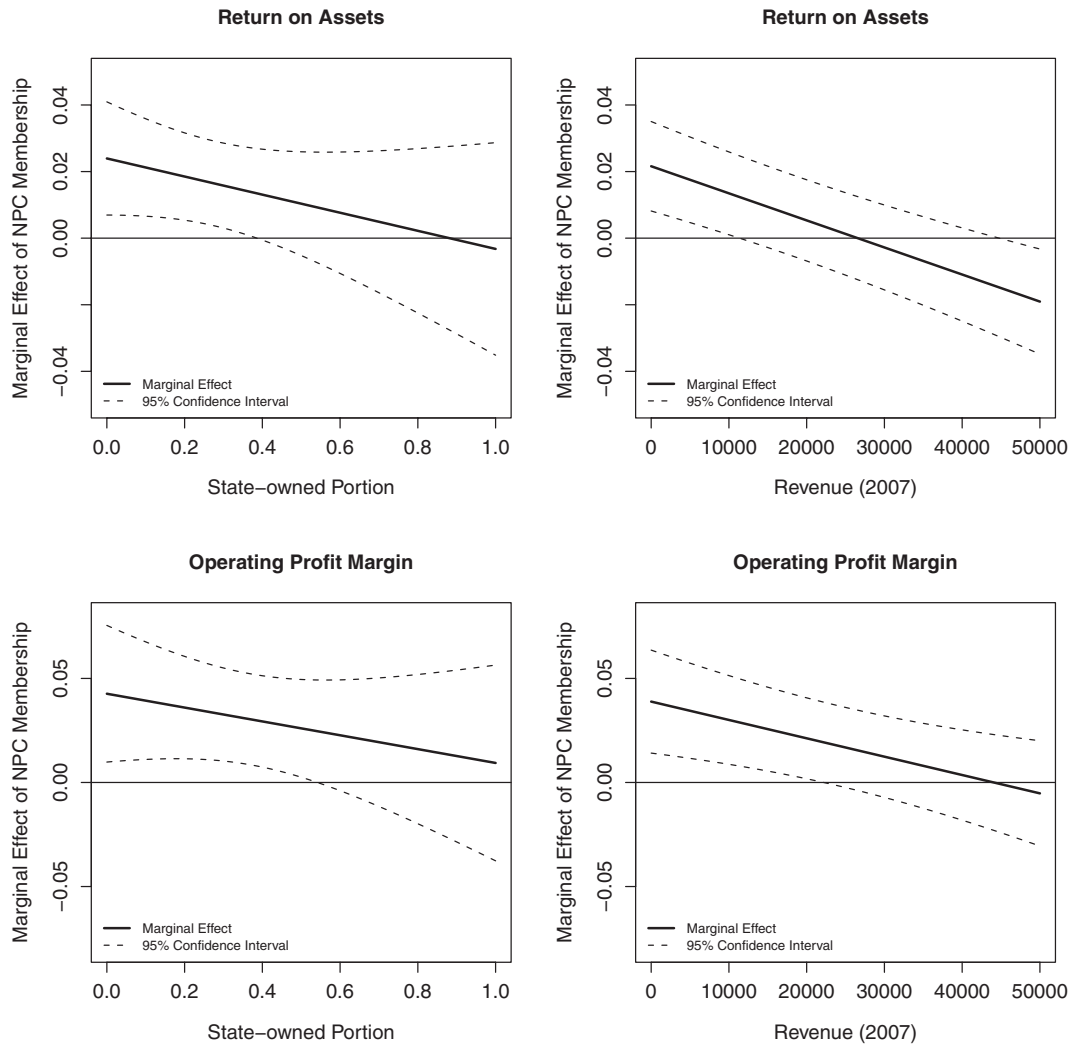 Return on Assets
Marginal Effect of NPC Membership
0.04
0.02
0.00
−0.04
Marginal Effect
95% Confidence Interval
0.0 0.2 0.4 0.6 0.8 1.0
State−owned Portion
Return on Assets
Marginal Effect of NPC Membership
0.04
0.02
0.00
−0.04
Marginal Effect
95% Confidence Interval
0 10000 20000 30000 40000 50000
Revenue (2007)
Operating Profit Margin
Marginal Effect of NPC Membership
0.05
0.00
−0.05
Marginal Effect
95% Confidence Interval
0.0 0.2 0.4 0.6 0.8 1.0
State−owned Portion
Operating Profit Margin
Marginal Effect of NPC Membership
0.05
0.00
−0.05
Marginal Effect
95% Confidence Interval
0 10000 20000 30000 40000 50000
Revenue (2007)